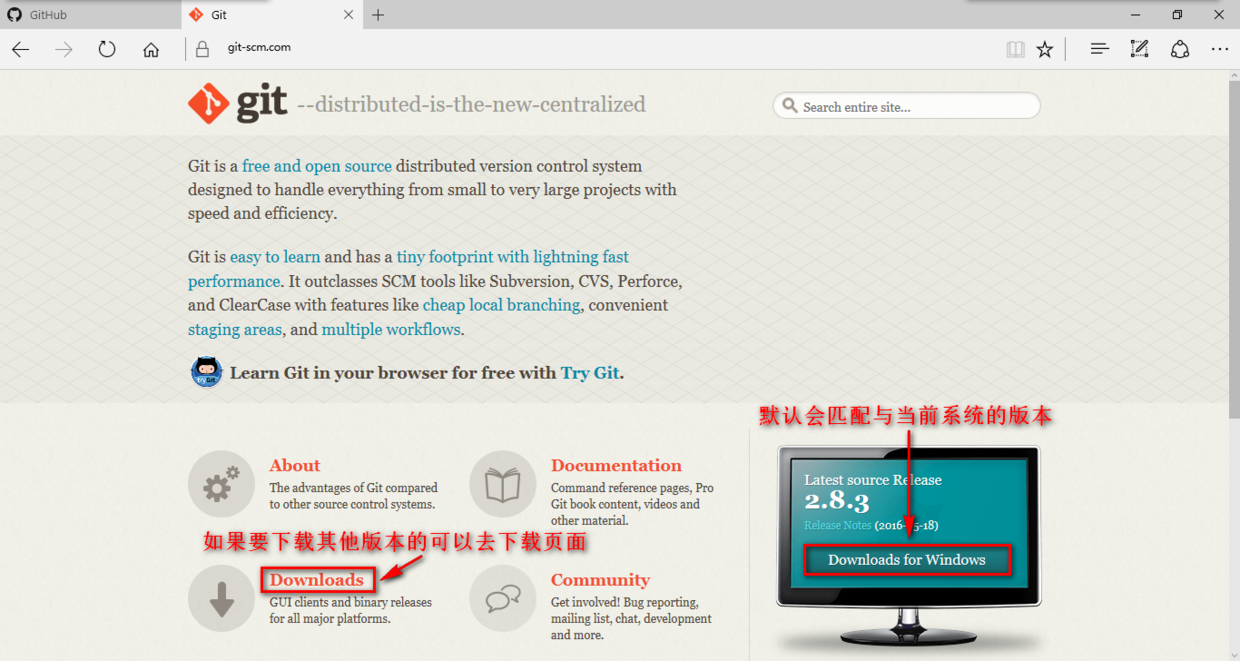 GitHub
Git
git-scm.com
git --distributed-is-the-new-centralized
Search entire site...
Git is a free and open source distributed version control system
designed to handle everything from small to very large projects with
speed and efficiency.
Git is easy to learn and has a tiny footprint with lightning fast
performance. It outclasses SCM tools like Subversion, CVS, Perforce,
and ClearCase with features like cheap local branching, convenient
staging areas, and multiple workflows.
Learn Git in your browser for free with Try Git.
About
The advantages of Git compared
to other source control systems.
Documentation
Command reference pages, Pro
Git book content, videos and
other material.
如果要下载其他版本的可以去下载页面
Downloads
GUI clients and binary releases
for all major platforms.
Community
Get involved! Bug reporting,
mailing list, chat, development
and more.
默认会匹配与当前系统的版本
Latest source Release
2.8.3
Release Notes (2016-05-18)
Downloads for Windows